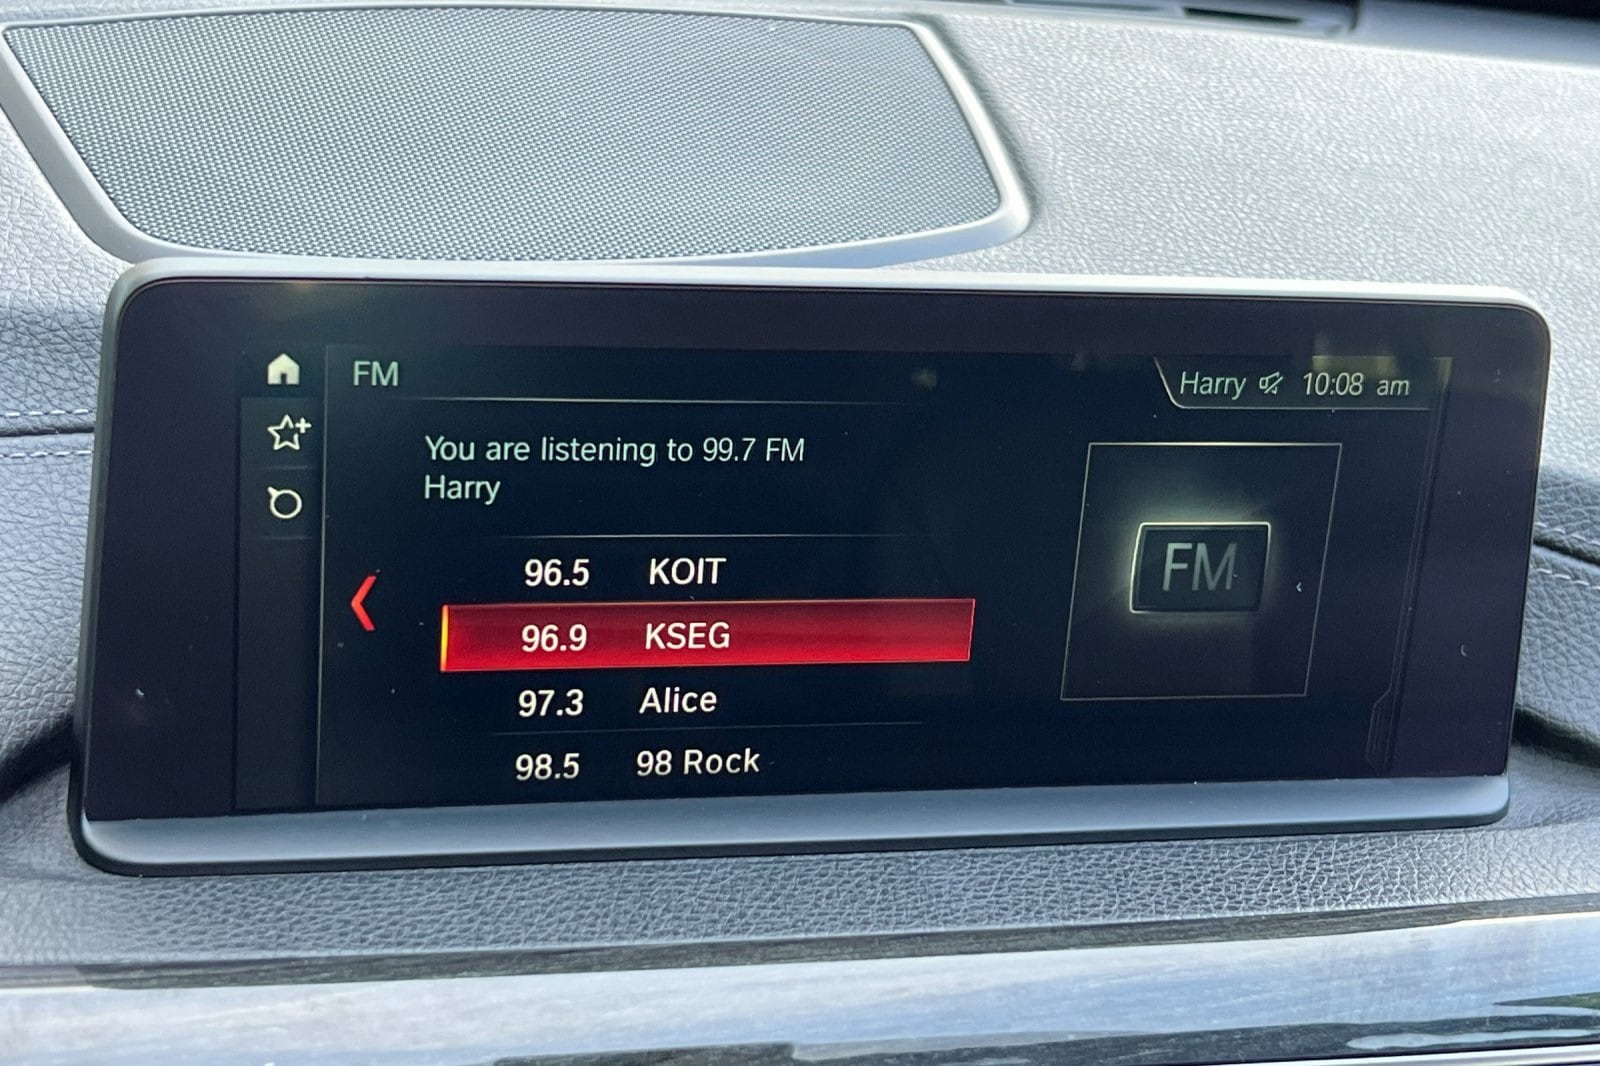 FM
Harry 10:08 am
You are listening to 99.7 FM
Harry
96.5 KOIT
96.9 KSEG
97.3 Alice
98.5 98 Rock
FM